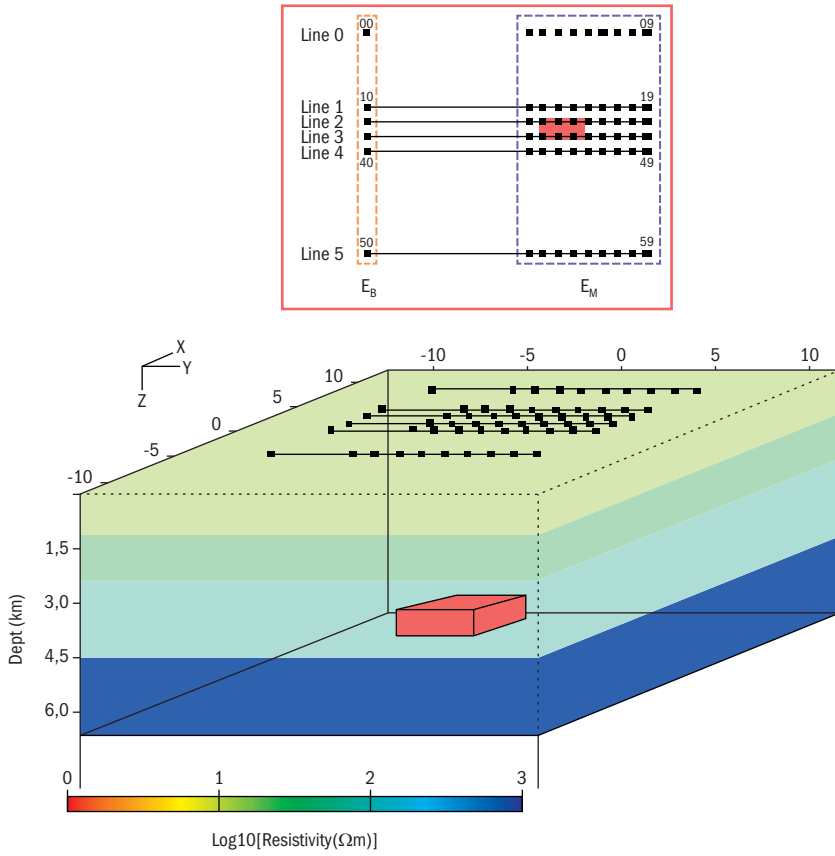 00 09
Line 0
10 19
Line 1
Line 2
Line 3
Line 4
40 49
50 59
Line 5
E_B E_M
X
Y
Z
-10 -5 0 5 10
10
5
0
-5
-10
1,5
3,0
4,5
6,0
Dept (km)
0 1 2 3
Log10[Resistivity(Ωm)]